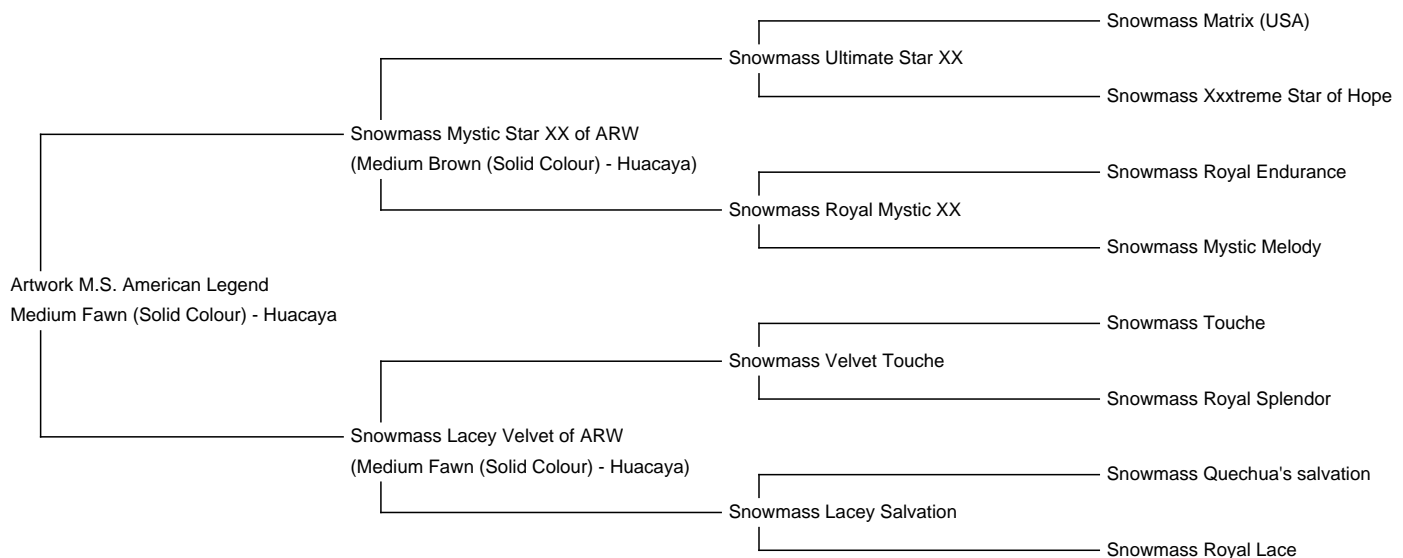 Snowmass Matrix (USA)
Snowmass Ultimate Star XX
Snowmass Xxxtreme Star of Hope
Snowmass Mystic Star XX of ARW
(Medium Brown (Solid Colour) - Huacaya)
Snowmass Royal Endurance
Snowmass Royal Mystic XX
Snowmass Mystic Melody
Artwork M.S. American Legend
Medium Fawn (Solid Colour) - Huacaya
Snowmass Touche
Snowmass Velvet Touche
Snowmass Royal Splendor
Snowmass Lacey Velvet of ARW
(Medium Fawn (Solid Colour) - Huacaya)
Snowmass Quechua's salvation
Snowmass Lacey Salvation
Snowmass Royal Lace